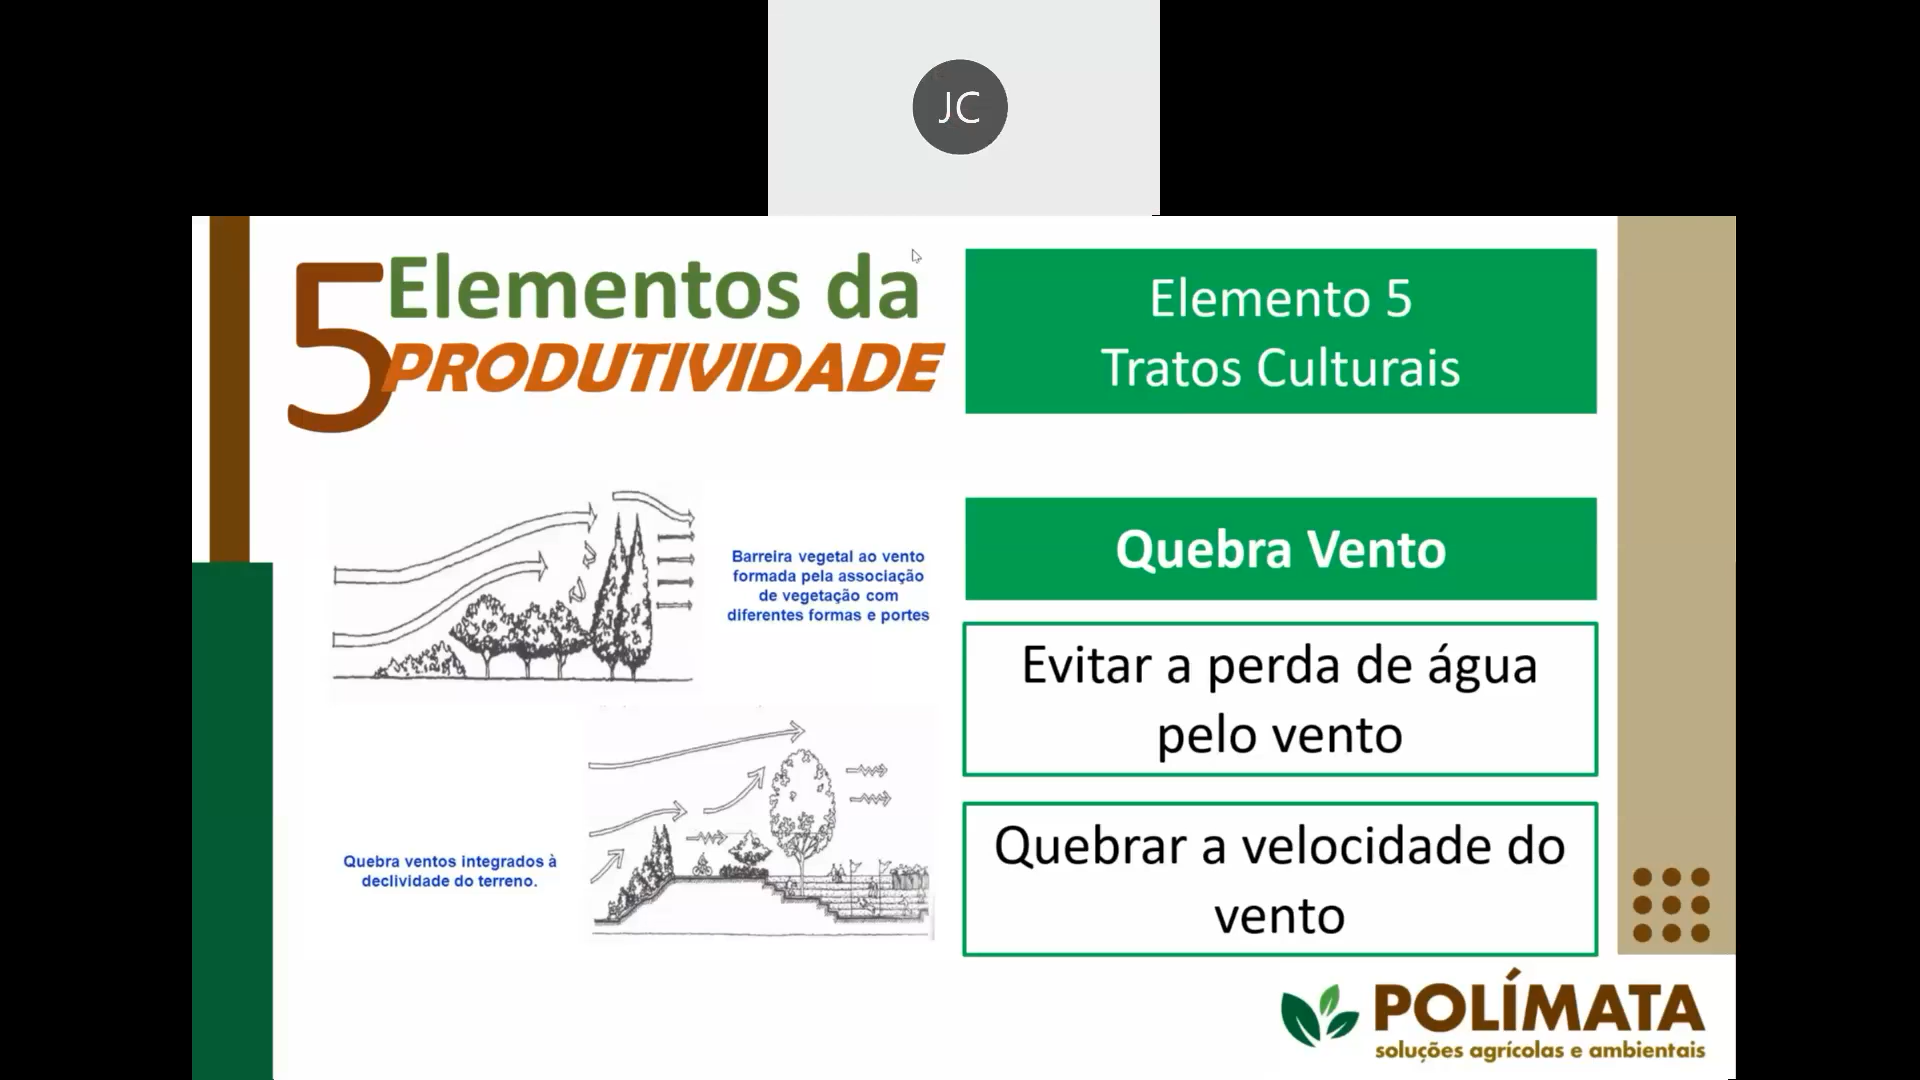 JC
5 Elementos da
PRODUTIVIDADE
Elemento 5
Tratos Culturais
Barreira vegetal ao vento
formada pela associação
de vegetação com
diferentes formas e portes
Quebra ventos integrados à
declividade do terreno.
Quebra Vento
Evitar a perda de água
pelo vento
Quebrar a velocidade do
vento
POLÍMATA
soluções agrícolas e ambientais